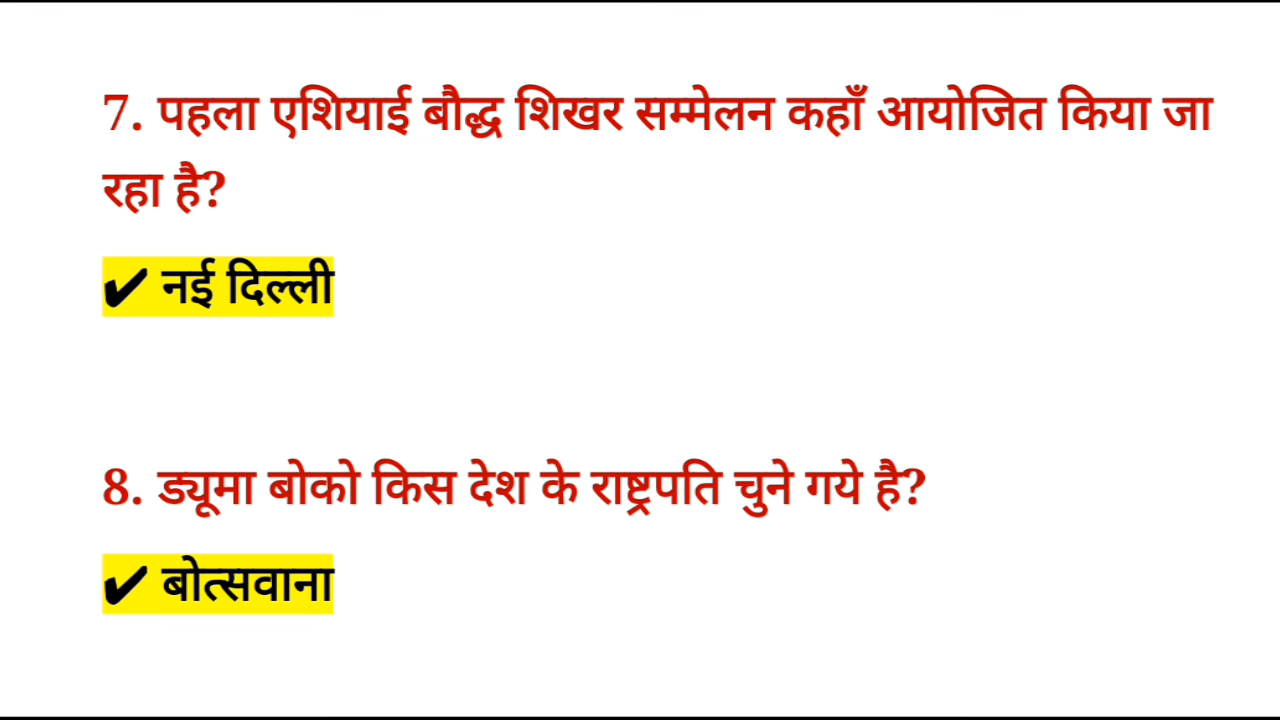 7. पहला एशियाई बौद्ध शिखर सम्मेलन कहाँ आयोजित किया जा
रहा है?
✔ नई दिल्ली
8. ड्यूमा बोको किस देश के राष्ट्रपति चुने गये है?
✔ बोत्सवाना